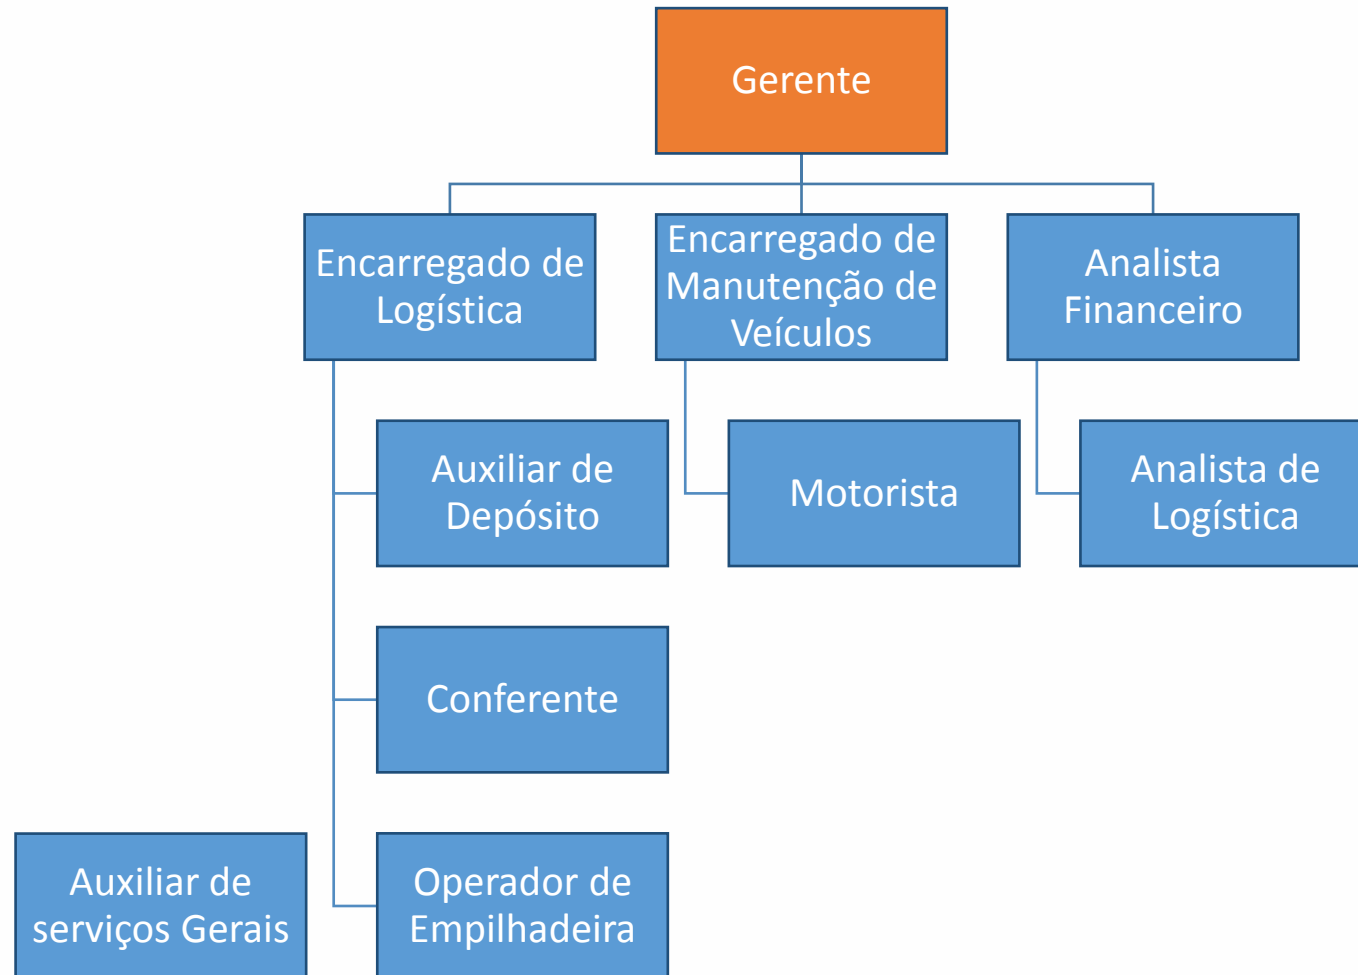 Gerente
Encarregado de
Logística
Encarregado de
Manutenção de
Veículos
Analista
Financeiro
Auxiliar de
Depósito
Motorista
Analista de
Logística
Conferente
Auxiliar de
serviços Gerais
Operador de
Empilhadeira